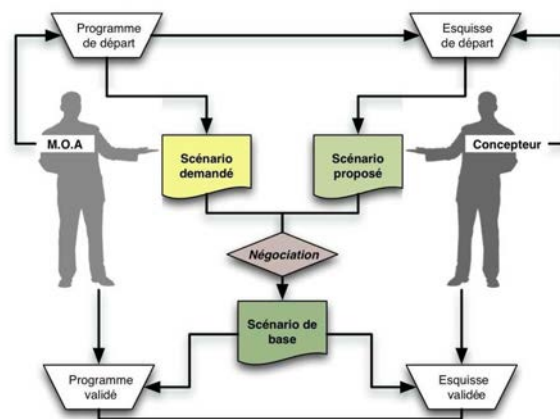 Programme
de départ
Esquisse
de départ
M.O.A
Concepteur
Scénario
demandé
Scénario
proposé
Négociation
Scénario de
base
Programme
validé
Esquisse
validée